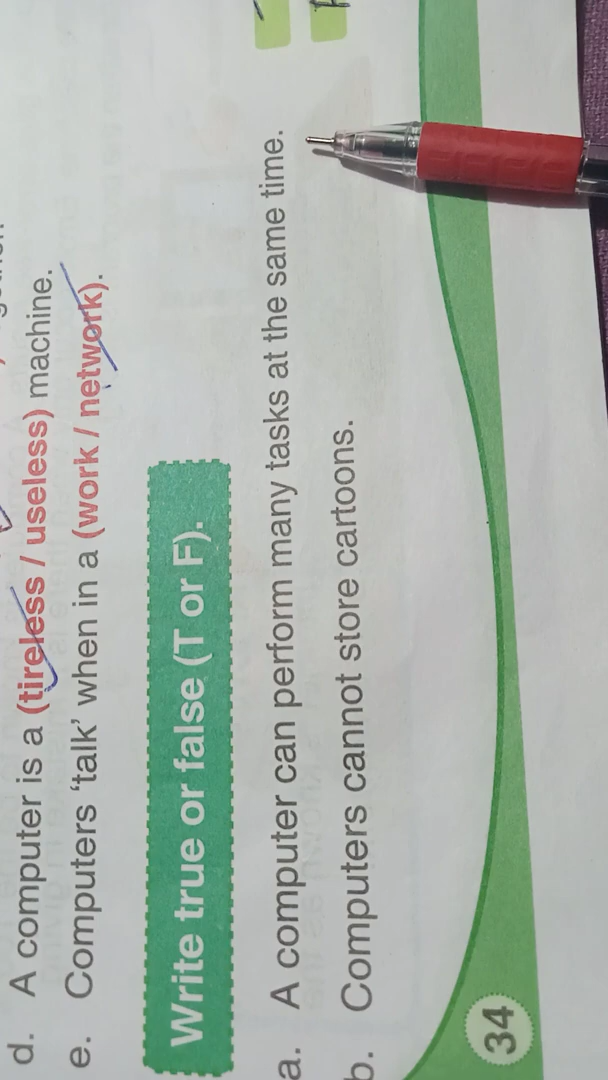 d. A computer is a (tireless / useless) machine.
e. Computers ‘talk’ when in a (work / network).
Write true or false (T or F).
a. A computer can perform many tasks at the same time.
b. Computers cannot store cartoons.
34